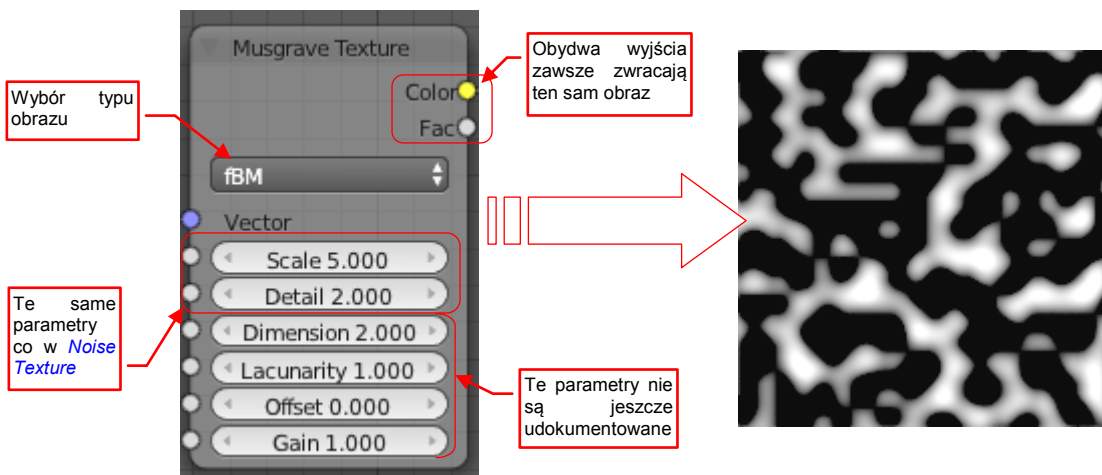 Musgrave Texture
Color
Fac
fBM
Vector
Scale 5.000
Detail 2.000
Dimension 2.000
Lacunarity 1.000
Offset 0.000
Gain 1.000
Wybór typu
obrazu
Te same
parametry
co w Noise
Texture
Obydwa wyjścia
zawsze zwracają
ten sam obraz
Te parametry nie
są jeszcze
udokumentowane